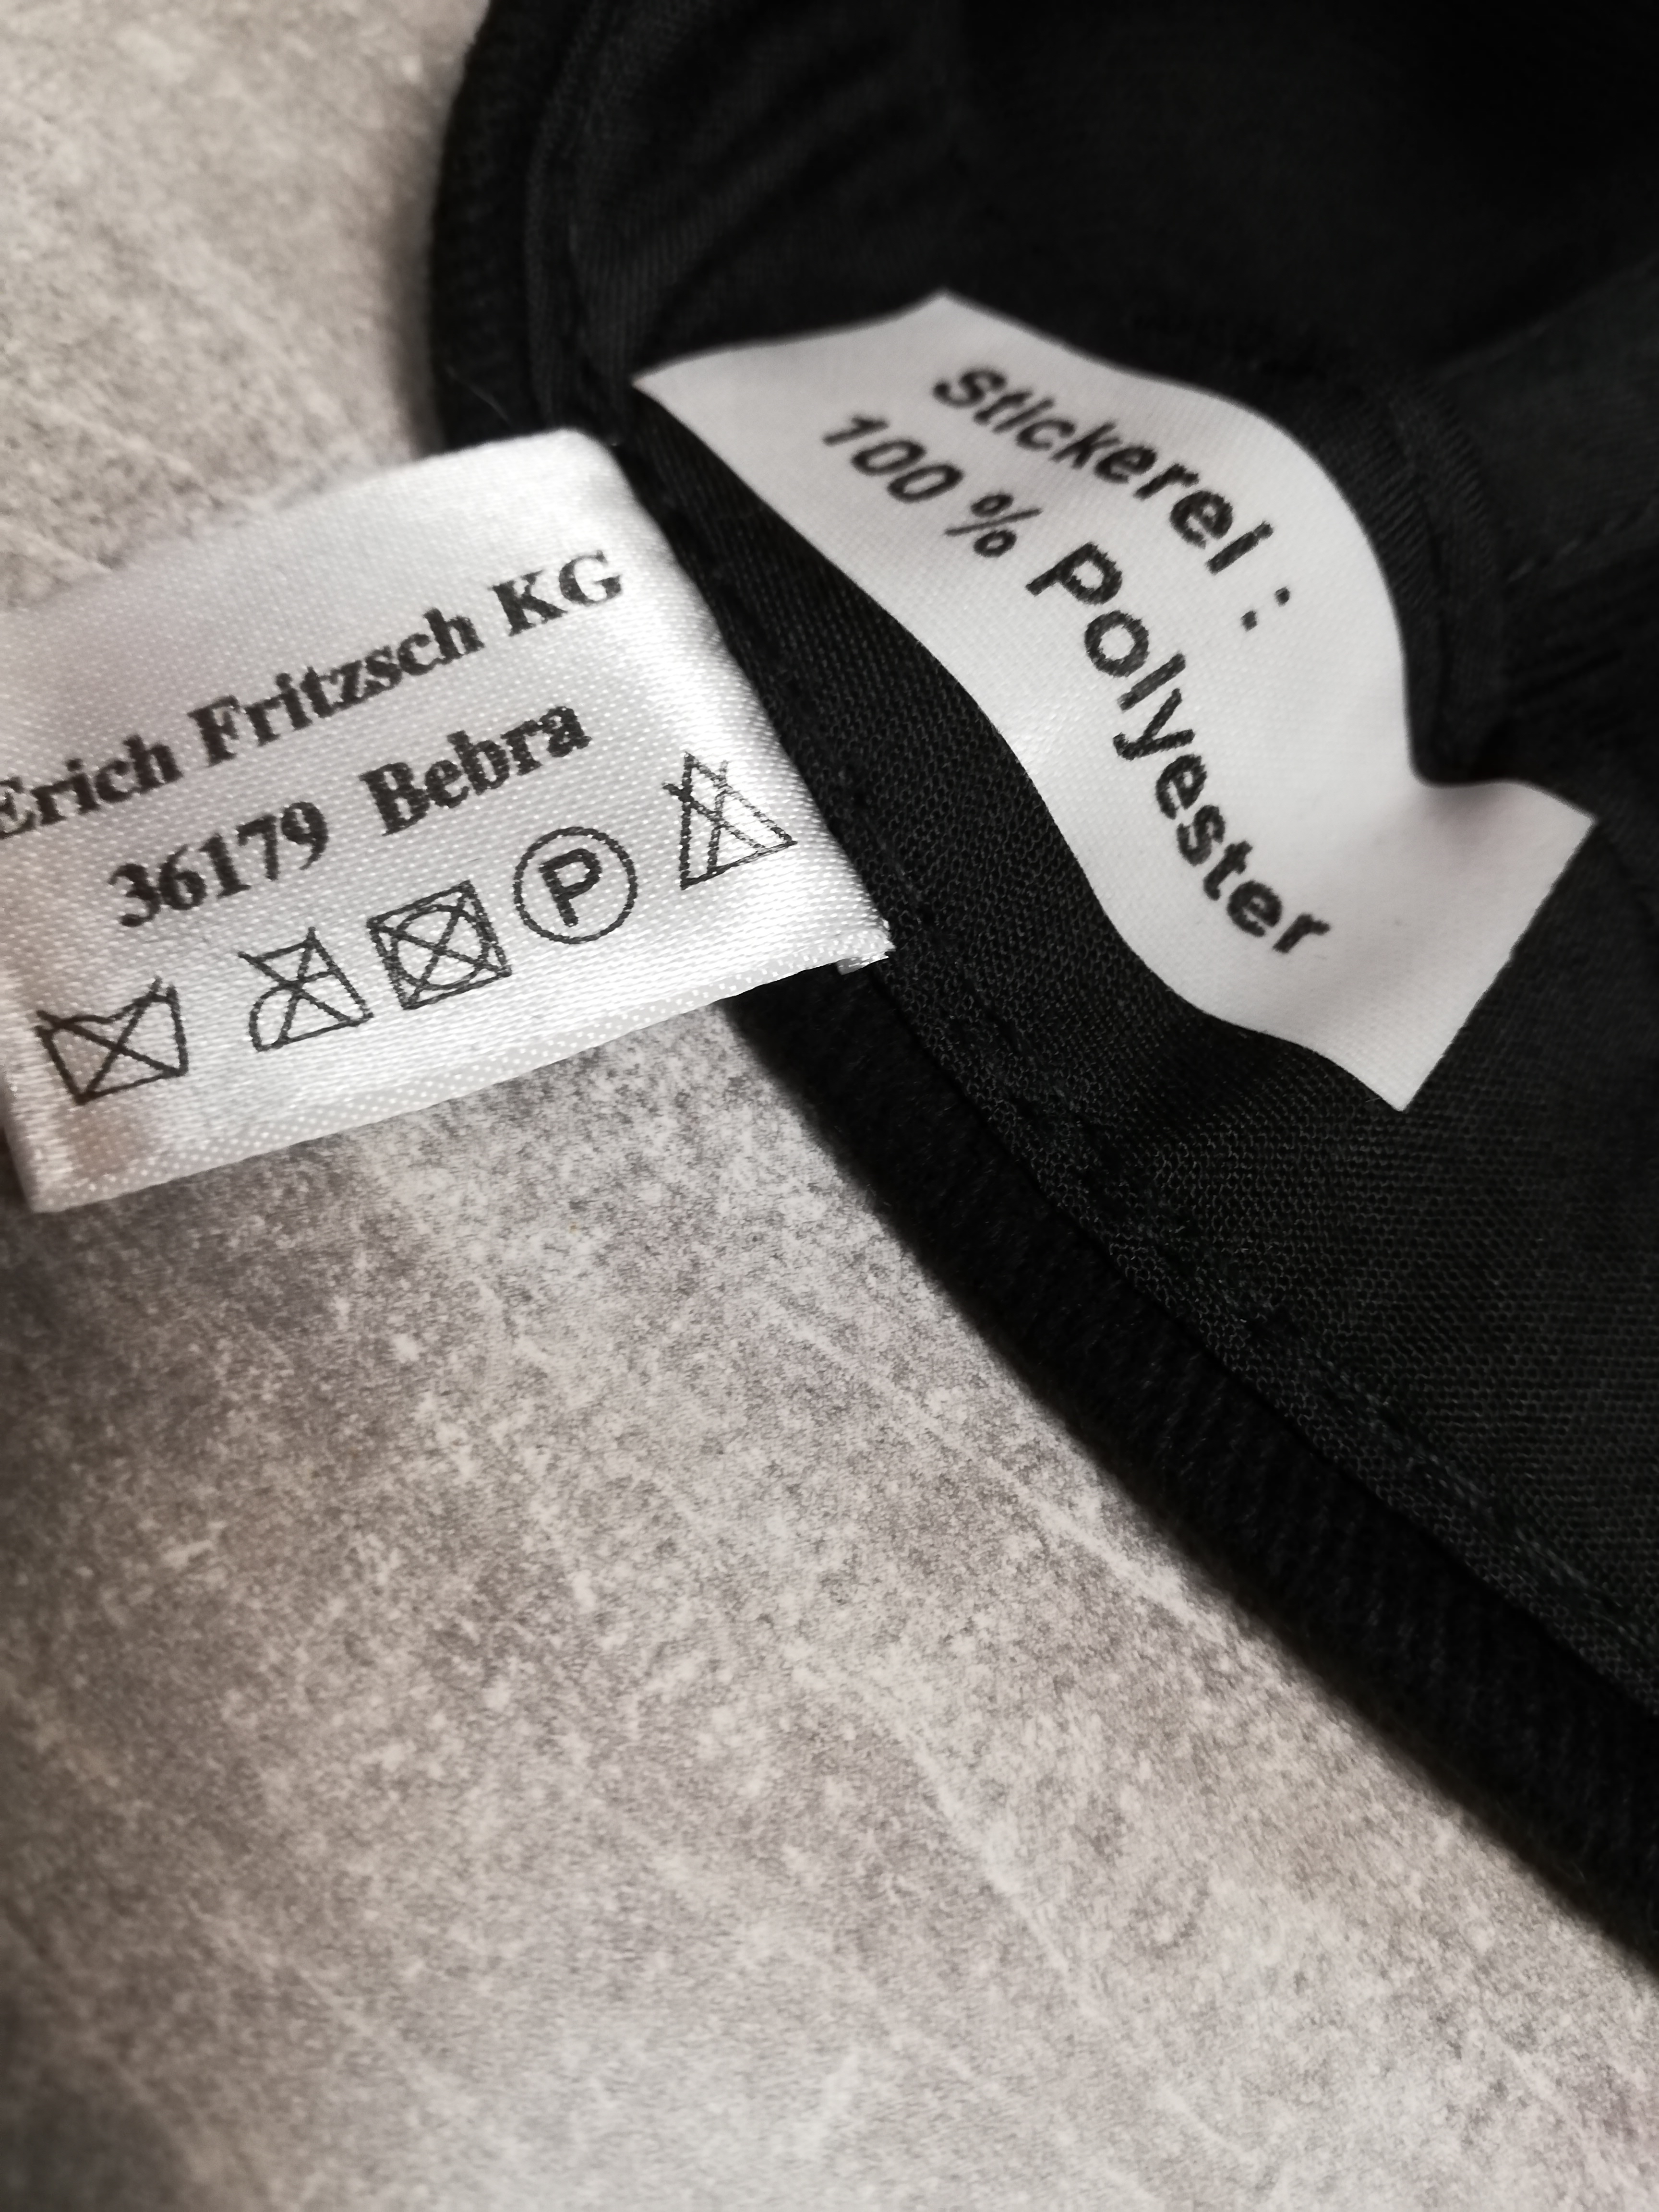 Erich Fritzsch KG
36179 Bebra
P
Stickerei :
100 % Polyester